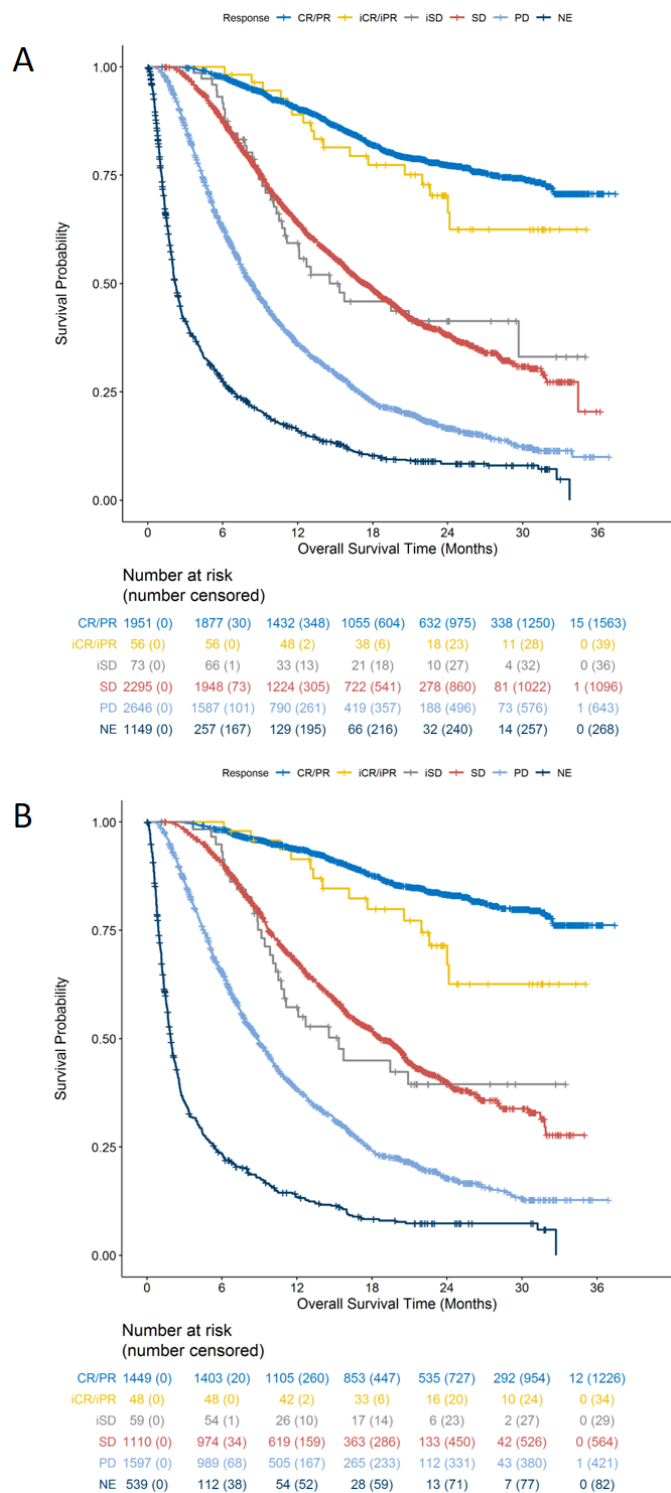 Response CR/PR iCR/iPR iSD SD PD NE
A
1.00
0.75
0.50
0.25
0.00
Survival Probability
0 6 12 18 24 30 36
Overall Survival Time (Months)
Number at risk
(number censored)
CR/PR 1951 (0) 1877 (30) 1432 (348) 1055 (604) 632 (975) 338 (1250) 15 (1563)
iCR/iPR 56 (0) 56 (0) 48 (2) 38 (6) 18 (23) 11 (28) 0 (39)
iSD 73 (0) 66 (1) 33 (13) 21 (18) 10 (27) 4 (32) 0 (36)
SD 2295 (0) 1948 (73) 1224 (305) 722 (541) 278 (860) 81 (1022) 1 (1096)
PD 2646 (0) 1587 (101) 790 (261) 419 (357) 188 (496) 73 (576) 1 (643)
NE 1149 (0) 257 (167) 129 (195) 66 (216) 32 (240) 14 (257) 0 (268)
Response CR/PR iCR/iPR iSD SD PD NE
B
1.00
0.75
0.50
0.25
0.00
Survival Probability
0 6 12 18 24 30 36
Overall Survival Time (Months)
Number at risk
(number censored)
CR/PR 1449 (0) 1403 (20) 1105 (260) 853 (447) 535 (727) 292 (954) 12 (1226)
iCR/iPR 48 (0) 48 (0) 42 (2) 33 (6) 16 (20) 10 (24) 0 (34)
iSD 59 (0) 54 (1) 26 (10) 17 (14) 6 (23) 2 (27) 0 (29)
SD 1110 (0) 974 (34) 619 (159) 363 (286) 133 (450) 42 (526) 0 (564)
PD 1597 (0) 989 (68) 505 (167) 265 (233) 112 (331) 43 (380) 1 (421)
NE 539 (0) 112 (38) 54 (52) 28 (59) 13 (71) 7 (77) 0 (82)